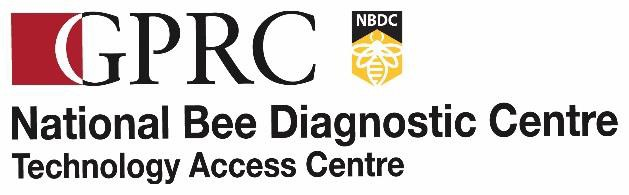 GPRC NBDC
National Bee Diagnostic Centre
Technology Access Centre